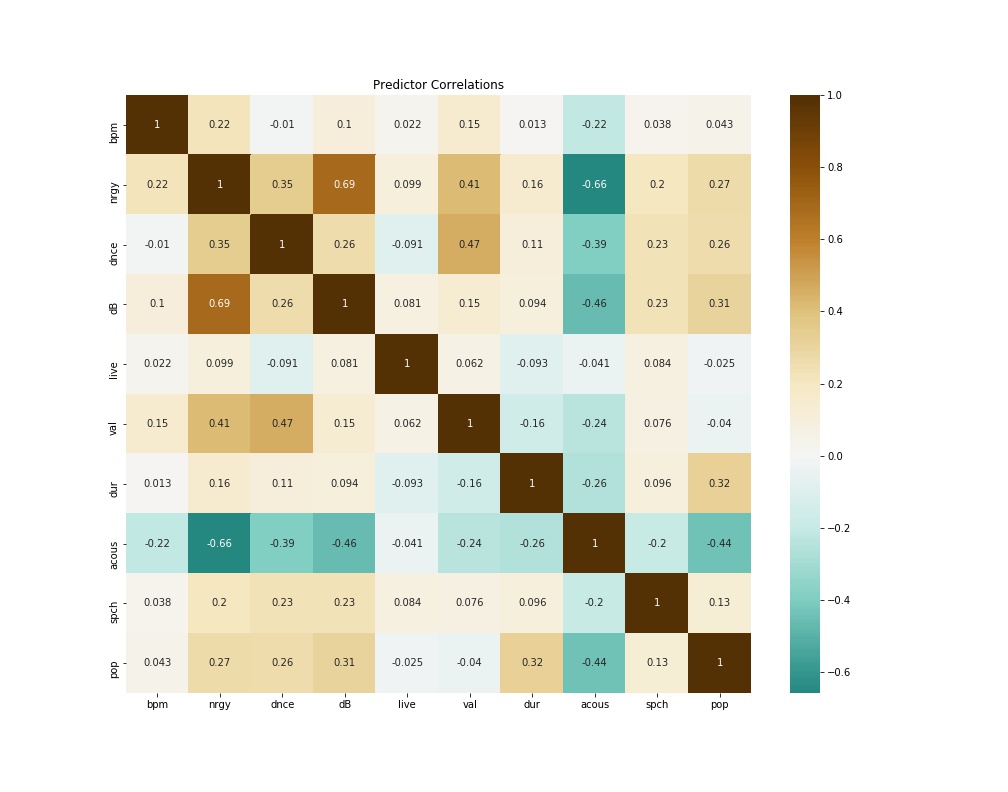 Predictor Correlations
bpm 1 0.22 -0.01 0.1 0.022 0.15 0.013 -0.22 0.038 0.043
nrgy 0.22 1 0.35 0.69 0.099 0.41 0.16 -0.66 0.2 0.27
dnce -0.01 0.35 1 0.26 -0.091 0.47 0.11 -0.39 0.23 0.26
dB 0.1 0.69 0.26 1 0.081 0.15 0.094 -0.46 0.23 0.31
live 0.022 0.099 -0.091 0.081 1 0.062 -0.093 -0.041 0.084 -0.025
val 0.15 0.41 0.47 0.15 0.062 1 -0.16 -0.24 0.076 -0.04
dur 0.013 0.16 0.11 0.094 -0.093 -0.16 1 -0.26 0.096 0.32
acous -0.22 -0.66 -0.39 -0.46 -0.041 -0.24 -0.26 1 -0.2 -0.44
spch 0.038 0.2 0.23 0.23 0.084 0.076 0.096 -0.2 1 0.13
pop 0.043 0.27 0.26 0.31 -0.025 -0.04 0.32 -0.44 0.13 1
bpm nrgy dnce dB live val dur acous spch pop
1.0
0.8
0.6
0.4
0.2
0.0
−0.2
−0.4
−0.6